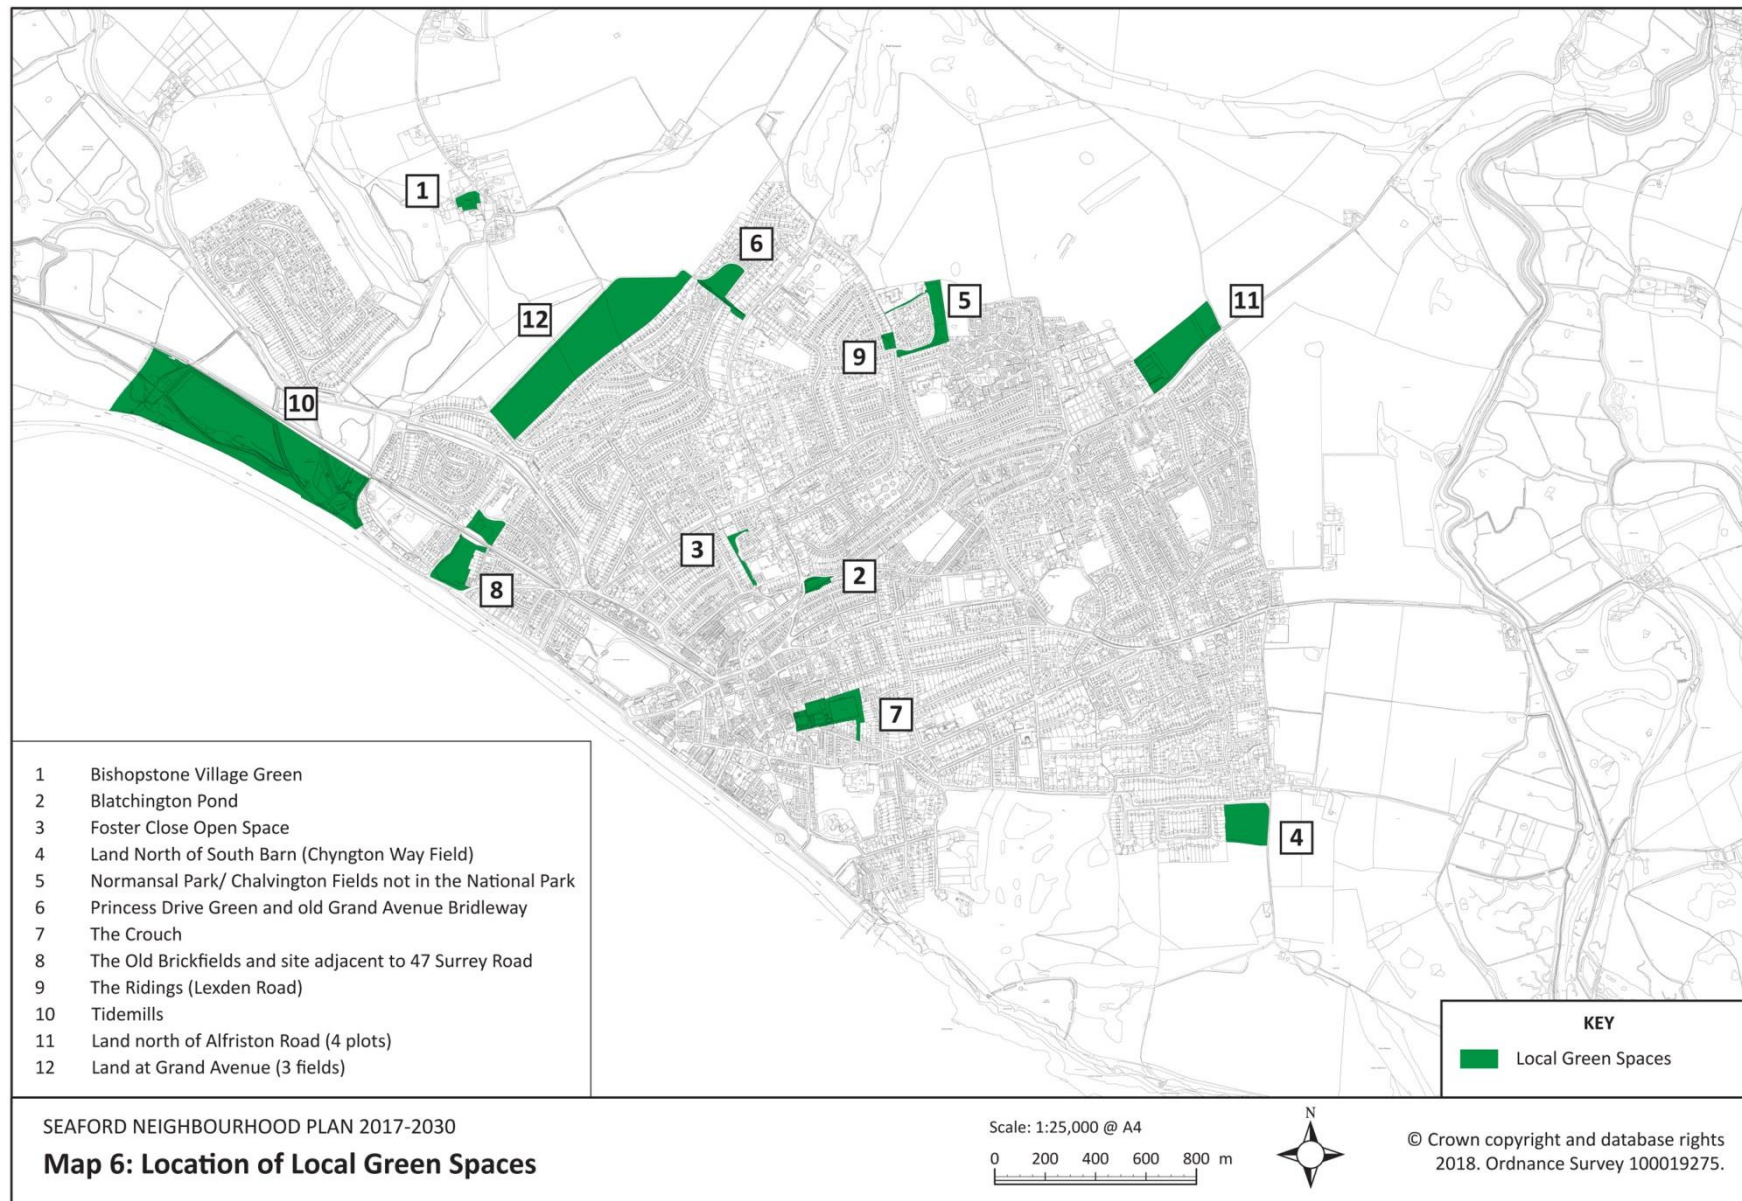 1
6
12
5
11
9
10
3
2
8
7
4
1 Bishopstone Village Green
2 Blatchington Pond
3 Foster Close Open Space
4 Land North of South Barn (Chyngton Way Field)
5 Normansal Park/ Chalvington Fields not in the National Park
6 Princess Drive Green and old Grand Avenue Bridleway
7 The Crouch
8 The Old Brickfields and site adjacent to 47 Surrey Road
9 The Ridings (Lexden Road)
10 Tidemills
11 Land north of Alfriston Road (4 plots)
12 Land at Grand Avenue (3 fields)
KEY
Local Green Spaces
SEAFORD NEIGHBOURHOOD PLAN 2017-2030
Map 6: Location of Local Green Spaces
Scale: 1:25,000 @ A4
0 200 400 600 800 m
N
© Crown copyright and database rights
2018. Ordnance Survey 100019275.